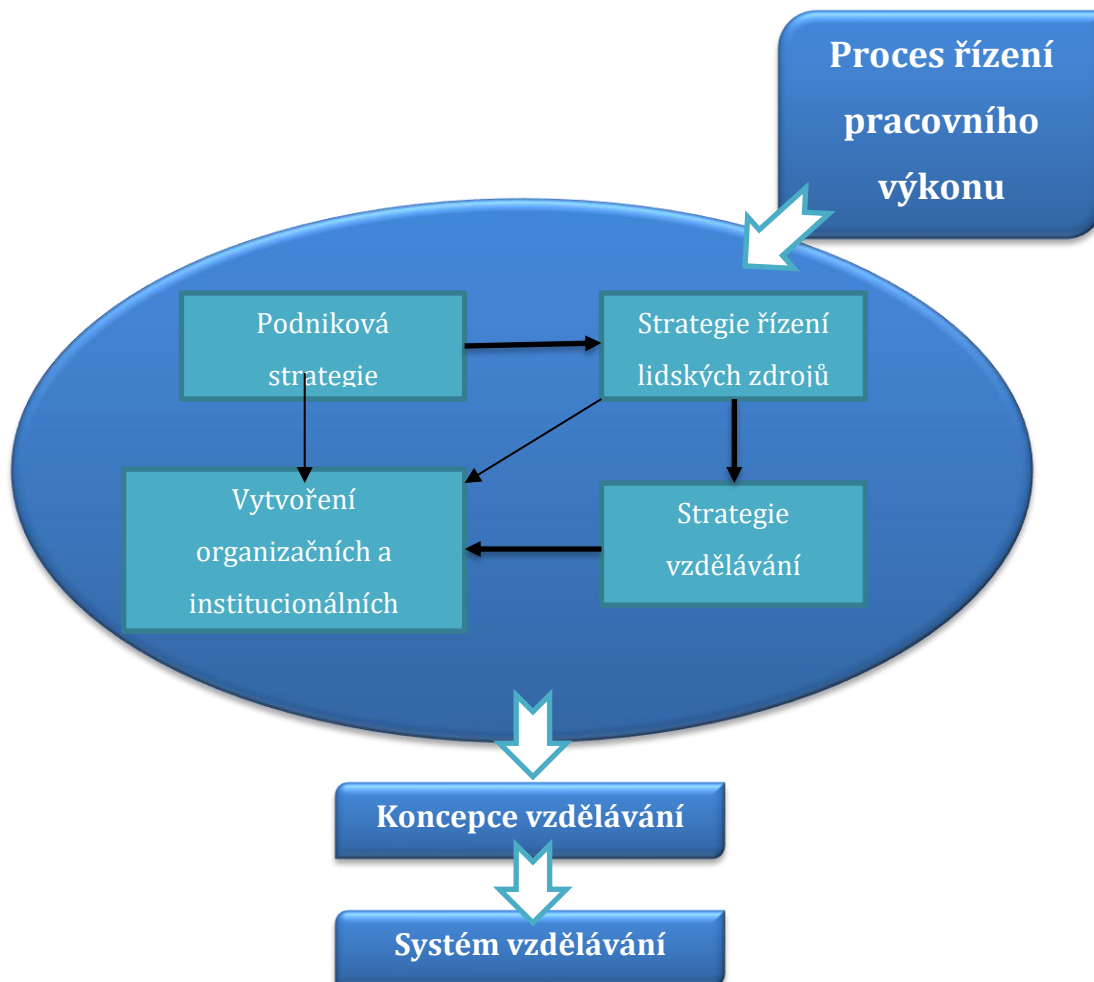 Proces řízení
pracovního
výkonu
Podniková
strategie
Strategie řízení
lidských zdrojů
Vytvoření
organizačních a
institucionálních
Strategie
vzdělávání
Koncepce vzdělávání
Systém vzdělávání